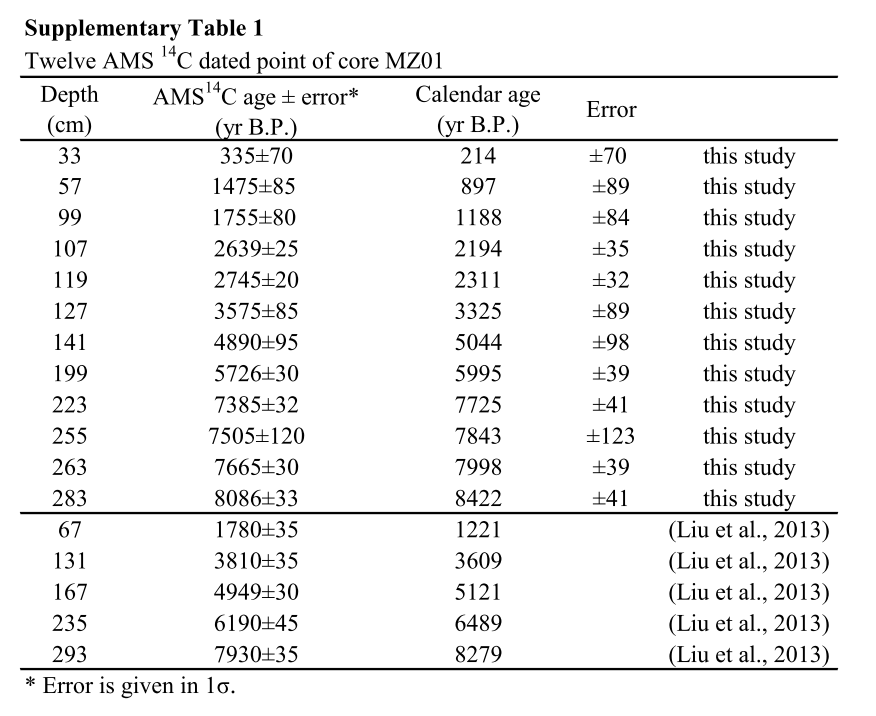 Supplementary Table 1
Twelve AMS ¹⁴C dated point of core MZ01
Depth (cm) AMS¹⁴C age ± error* (yr B.P.) Calendar age (yr B.P.) Error
33 335±70 214 ±70 this study
57 1475±85 897 ±89 this study
99 1755±80 1188 ±84 this study
107 2639±25 2194 ±35 this study
119 2745±20 2311 ±32 this study
127 3575±85 3325 ±89 this study
141 4890±95 5044 ±98 this study
199 5726±30 5995 ±39 this study
223 7385±32 7725 ±41 this study
255 7505±120 7843 ±123 this study
263 7665±30 7998 ±39 this study
283 8086±33 8422 ±41 this study
67 1780±35 1221 (Liu et al., 2013)
131 3810±35 3609 (Liu et al., 2013)
167 4949±30 5121 (Liu et al., 2013)
235 6190±45 6489 (Liu et al., 2013)
293 7930±35 8279 (Liu et al., 2013)
* Error is given in 1σ.